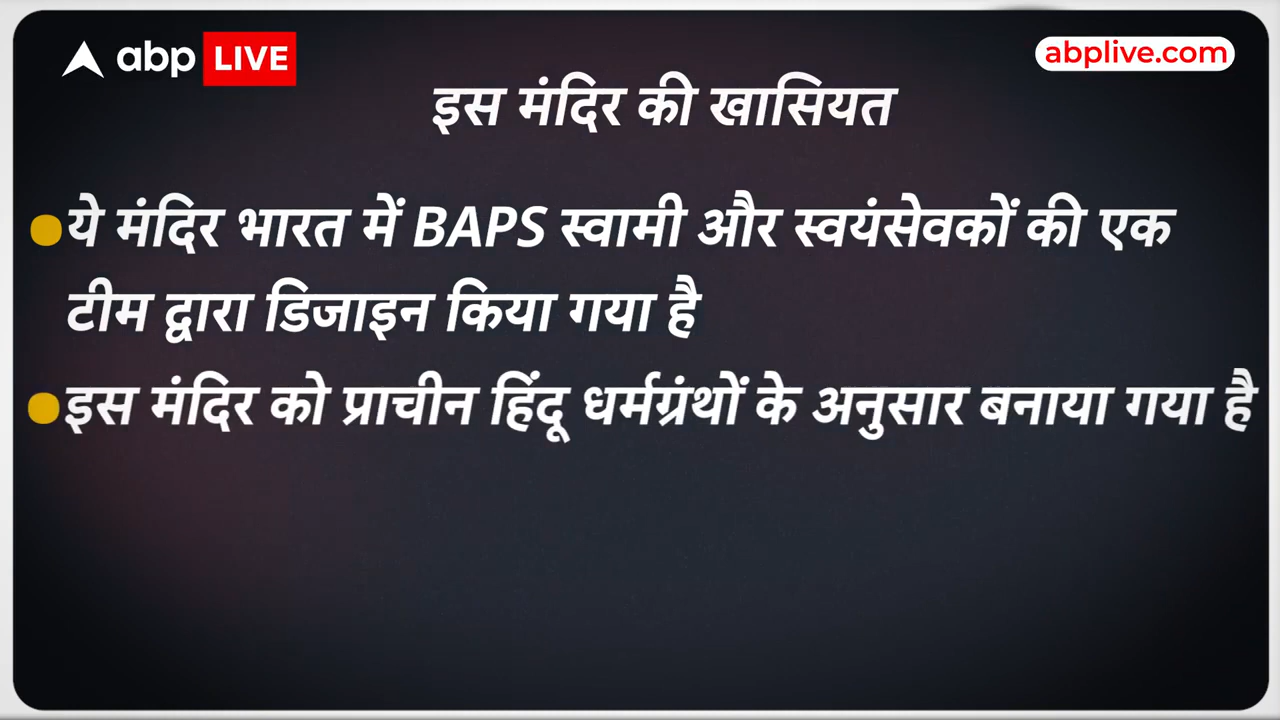 abp LIVE
abplive.com
इस मंदिर की खासियत
ये मंदिर भारत में BAPS स्वामी और स्वयंसेवकों की एक
टीम द्वारा डिजाइन किया गया है
इस मंदिर को प्राचीन हिंदू धर्मग्रंथों के अनुसार बनाया गया है